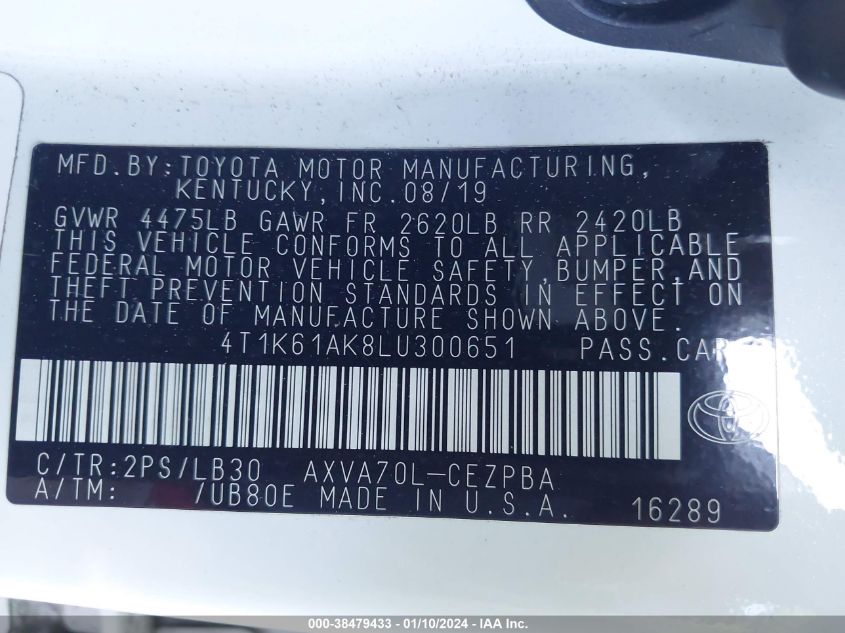 MFD.BY:TOYOTA MOTOR MANUFACTURING,
KENTUCKY,INC.08/19
GVWR 4475LB GAWR FR 2620LB RR 2420LB
THIS VEHICLE CONFORMS TO ALL APPLICABLE
FEDERAL MOTOR VEHICLE SAFETY,BUMPER,AND
THEFT PREVENTION STANDARDS IN EFFECT ON
THE DATE OF MANUFACTURE SHOWN ABOVE.
4T1K61AK8LU300651 PASS.CAR
C/TR:2PS/LB30 AXVA70L-CEZPBA
A/TM: /UB80E MADE IN U.S.A. 16289
000-38479433 - 01/10/2024 - IAA Inc.